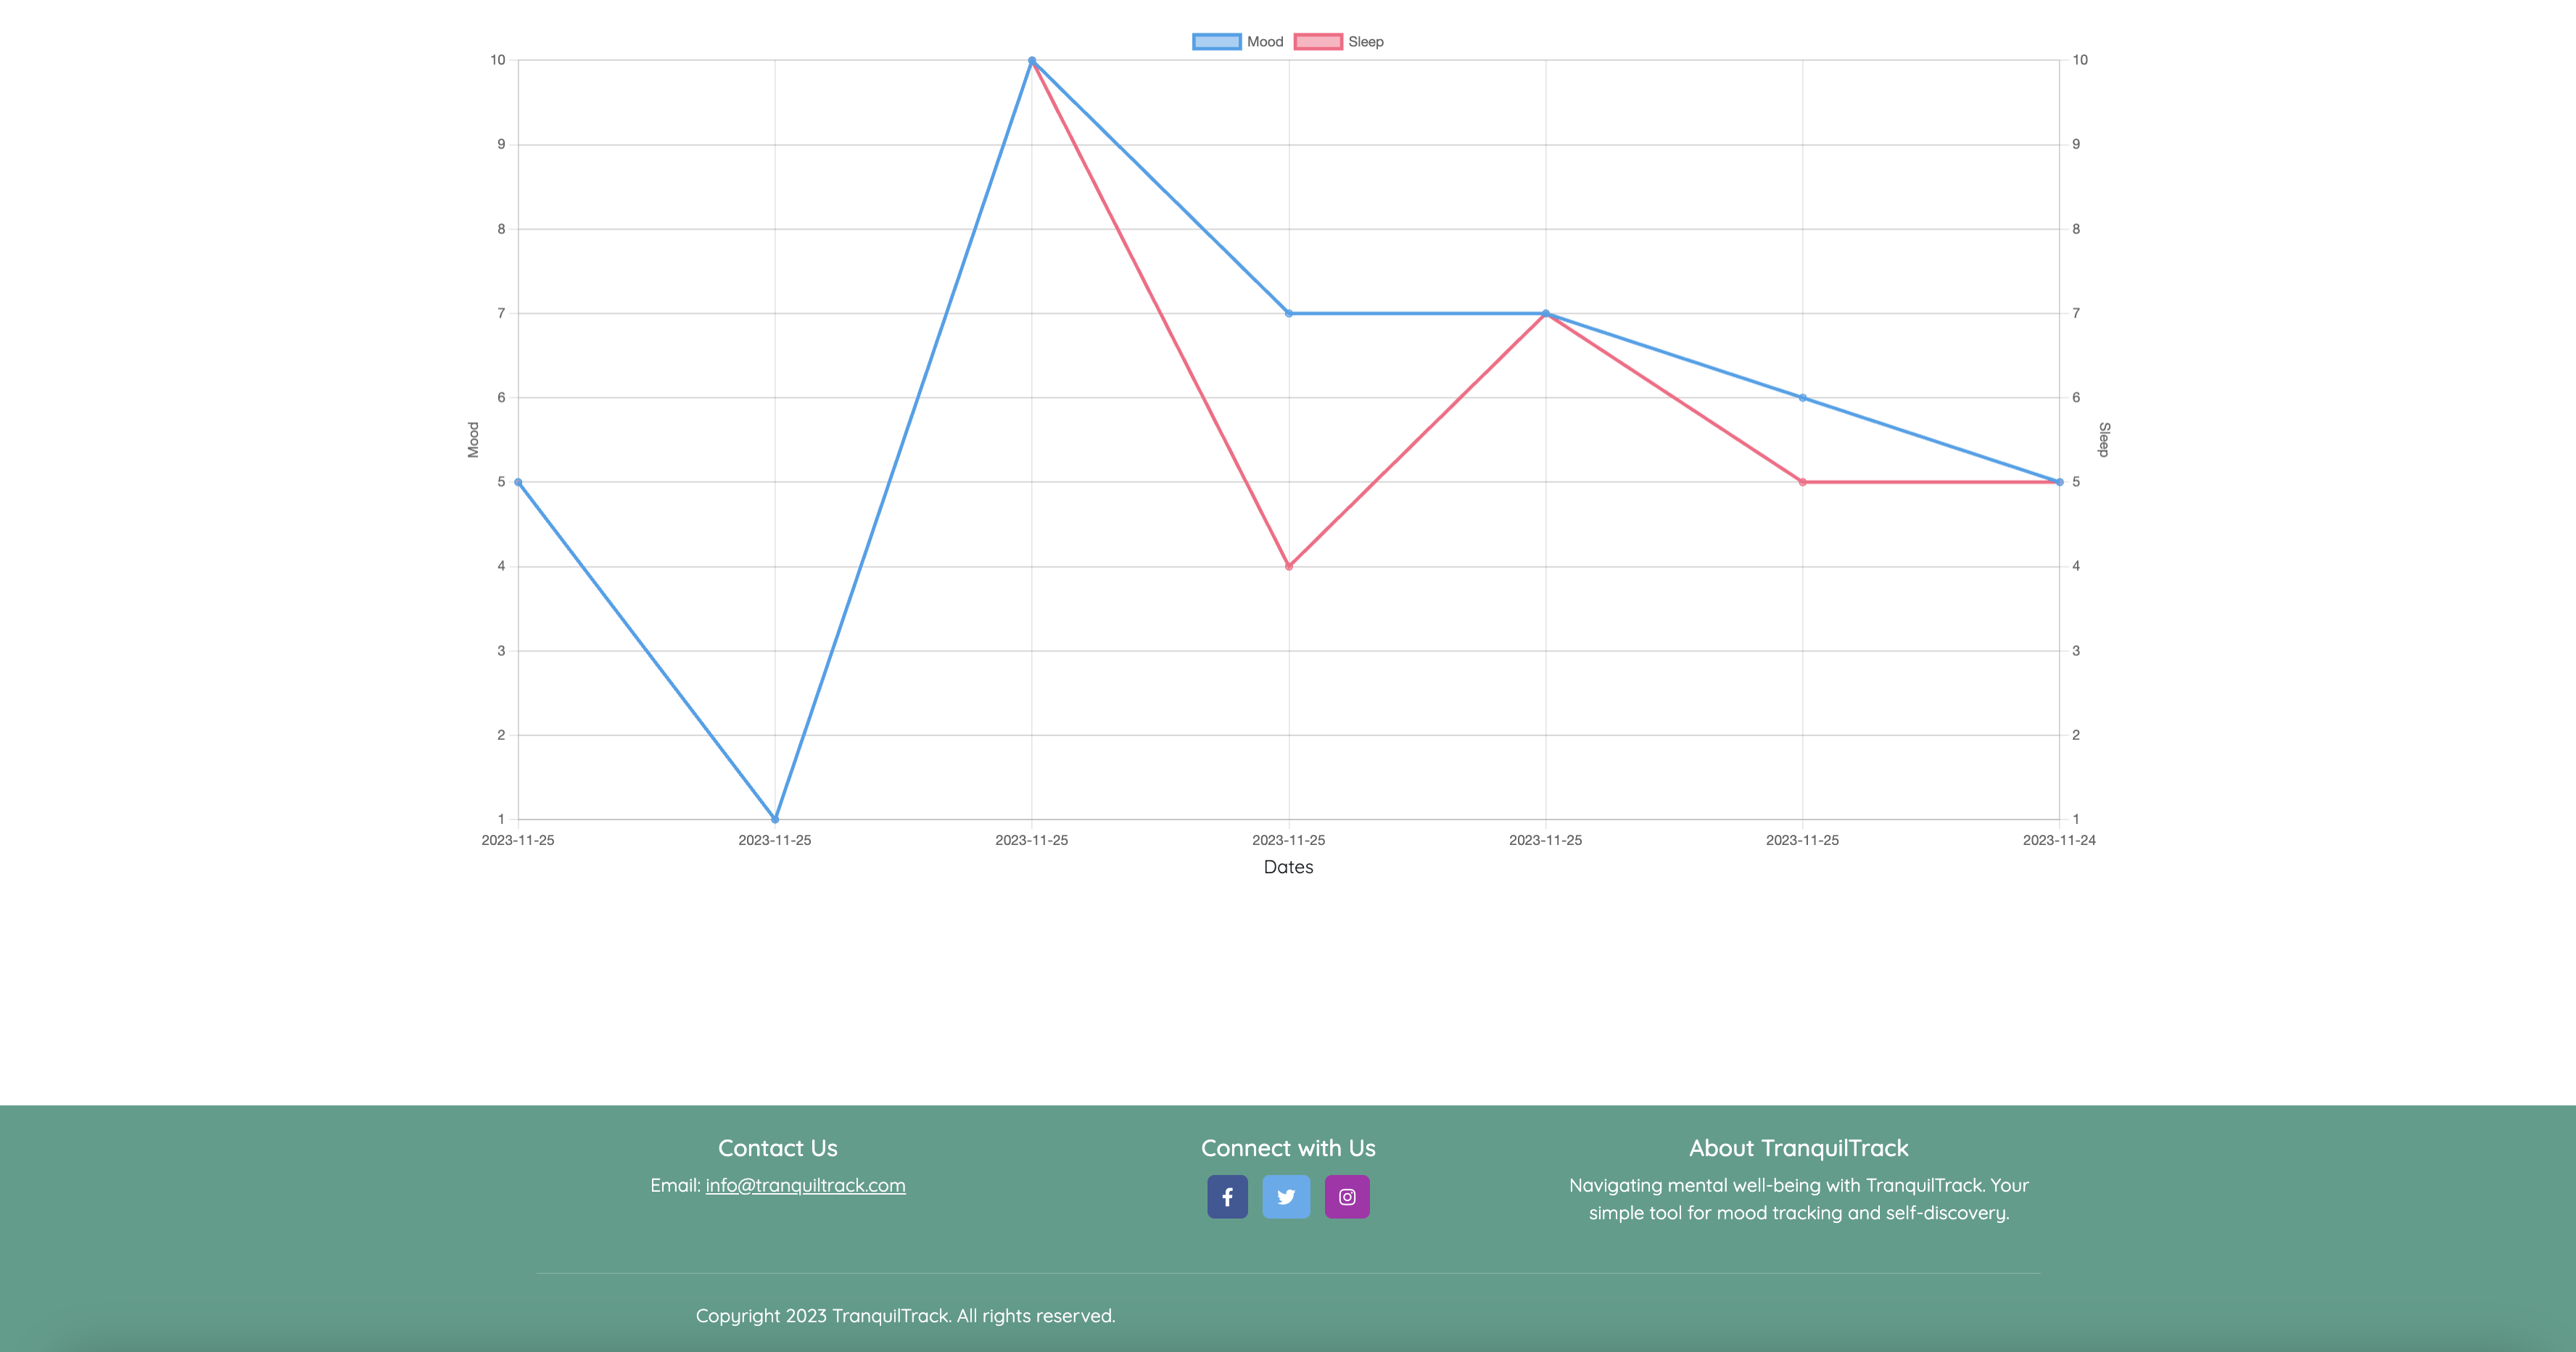 Mood Sleep
10 10
9 9
8 8
7 7
6 6
Mood Sleep
5 5
4 4
3 3
2 2
1 1
2023-11-25 2023-11-25 2023-11-25 2023-11-25 2023-11-25 2023-11-25 2023-11-24
Dates
Contact Us
Email: info@tranquiltrack.com
Connect with Us
About TranquilTrack
Navigating mental well-being with TranquilTrack. Your
simple tool for mood tracking and self-discovery.
Copyright 2023 TranquilTrack. All rights reserved.